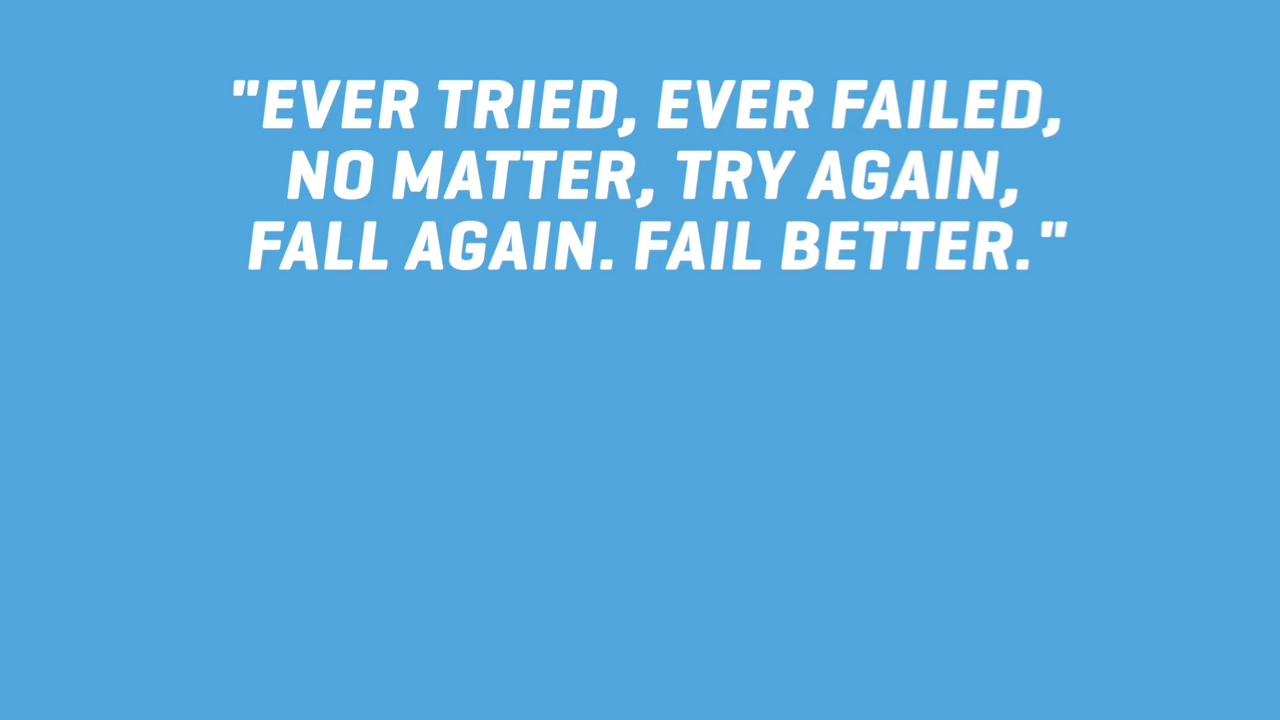 "EVER TRIED, EVER FAILED,
NO MATTER, TRY AGAIN,
FALL AGAIN. FAIL BETTER."